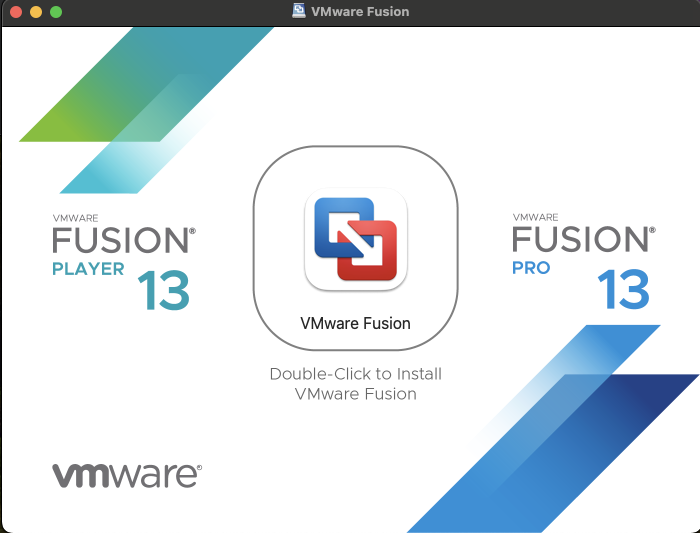 VMware Fusion
VMWARE
FUSION®
PLAYER 13
VMware Fusion
Double-Click to Install
VMware Fusion
VMWARE
FUSION®
PRO 13
vmware®